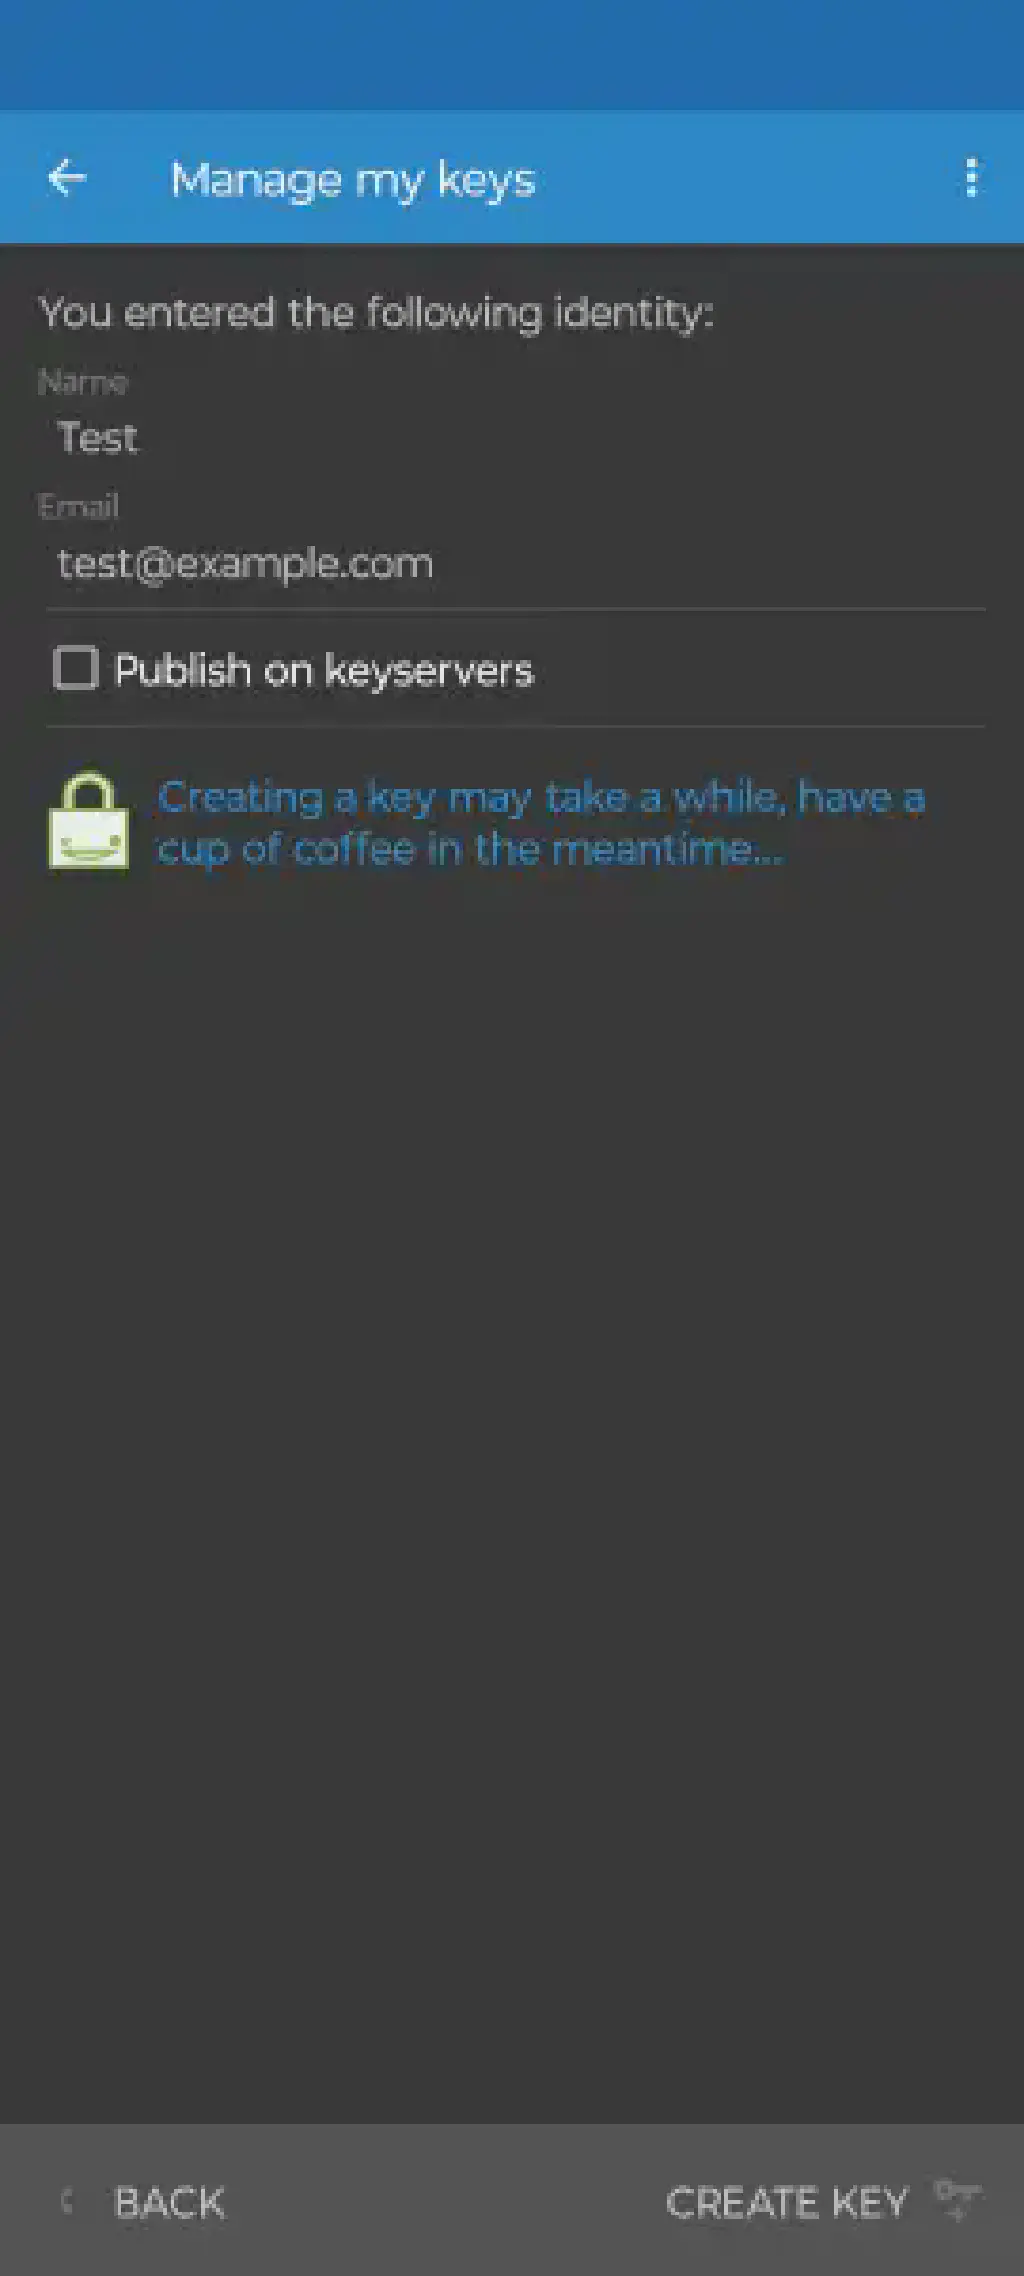 Manage my keys
You entered the following identity:
Name
Test
Email
test@example.com
Publish on keyservers
Creating a key may take a while, have a
cup of coffee in the meantime...
BACK
CREATE KEY